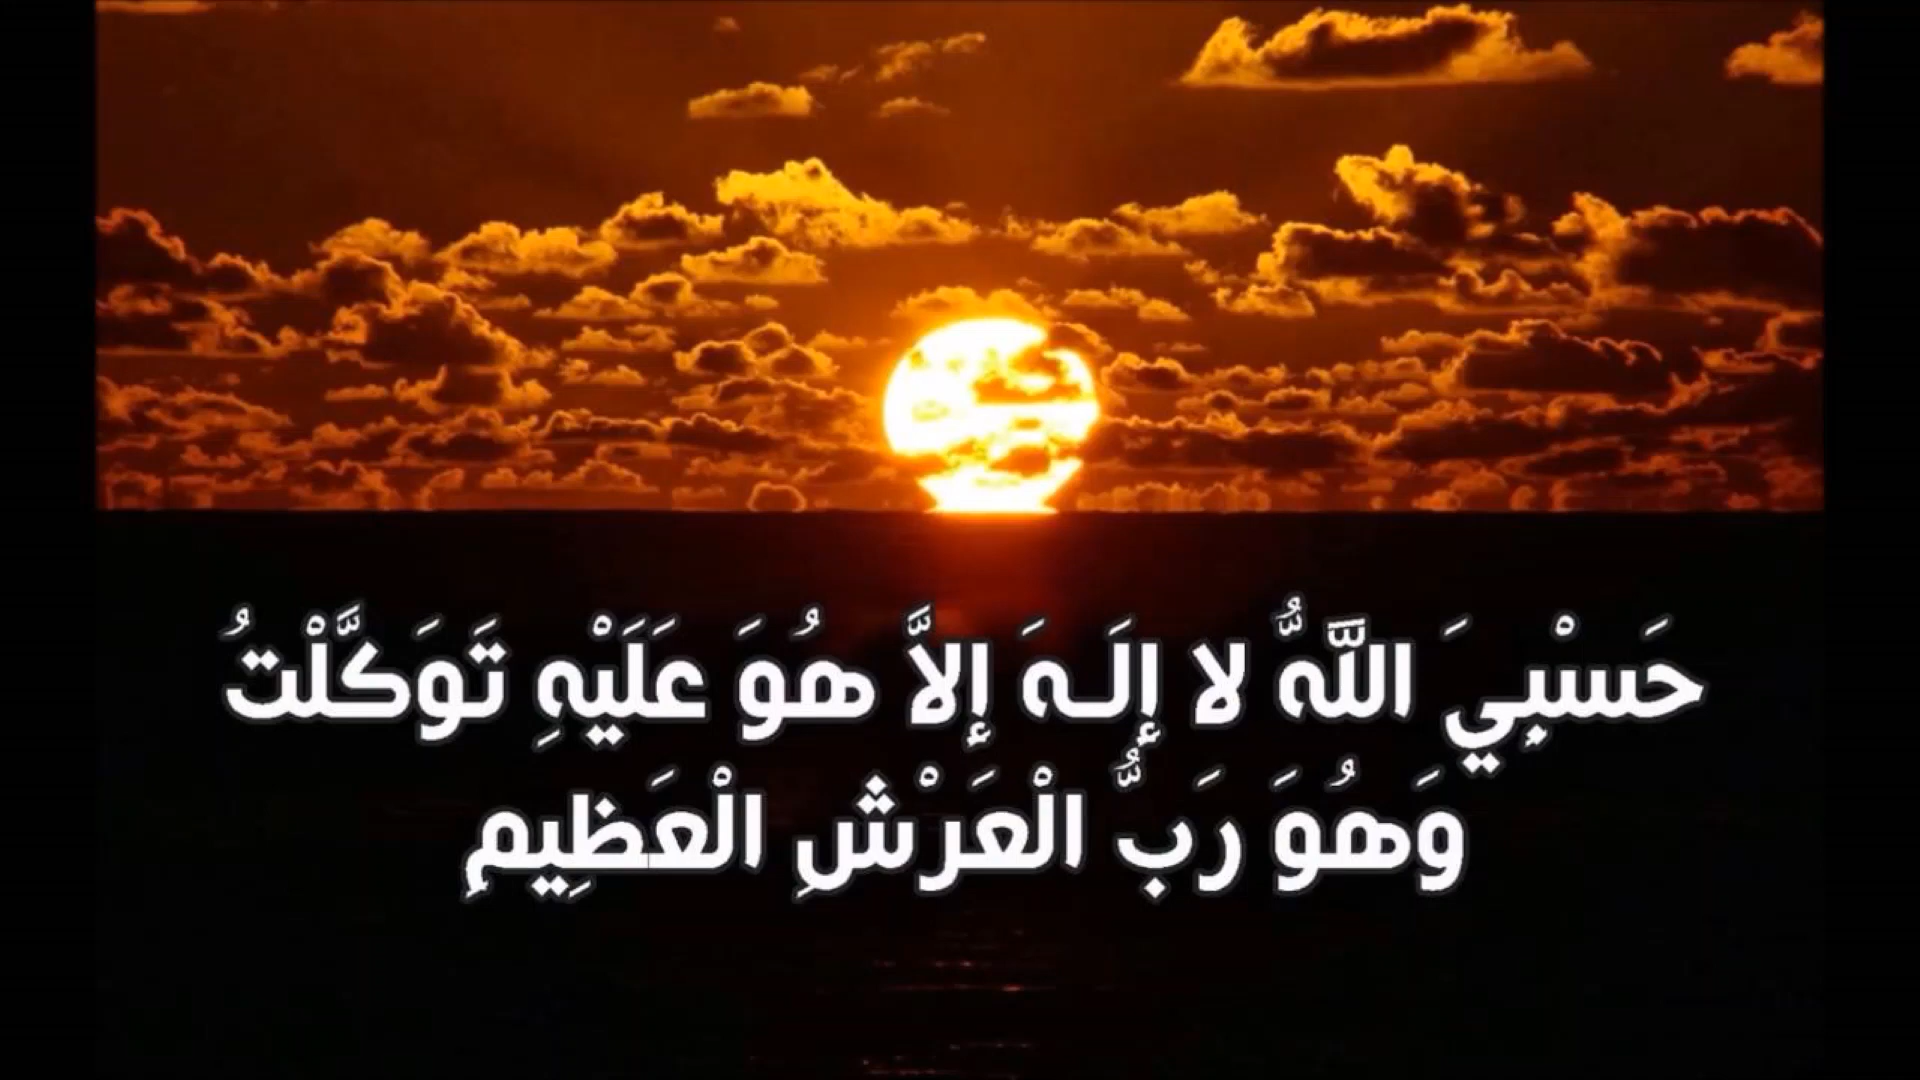 حَسْبِيَ اللَّهُ لا إِلَـهَ إِلاَّ هُوَ عَلَيْهِ تَوَكَّلْتُ
وَهُوَ رَبُّ الْعَرْشِ الْعَظِيمِ